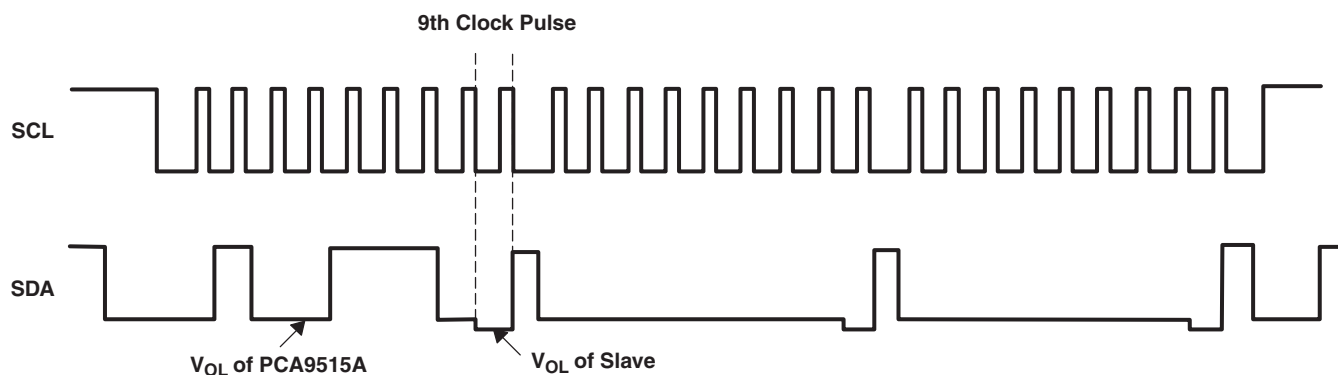 9th Clock Pulse
SCL
SDA
VOL of PCA9515A
VOL of Slave